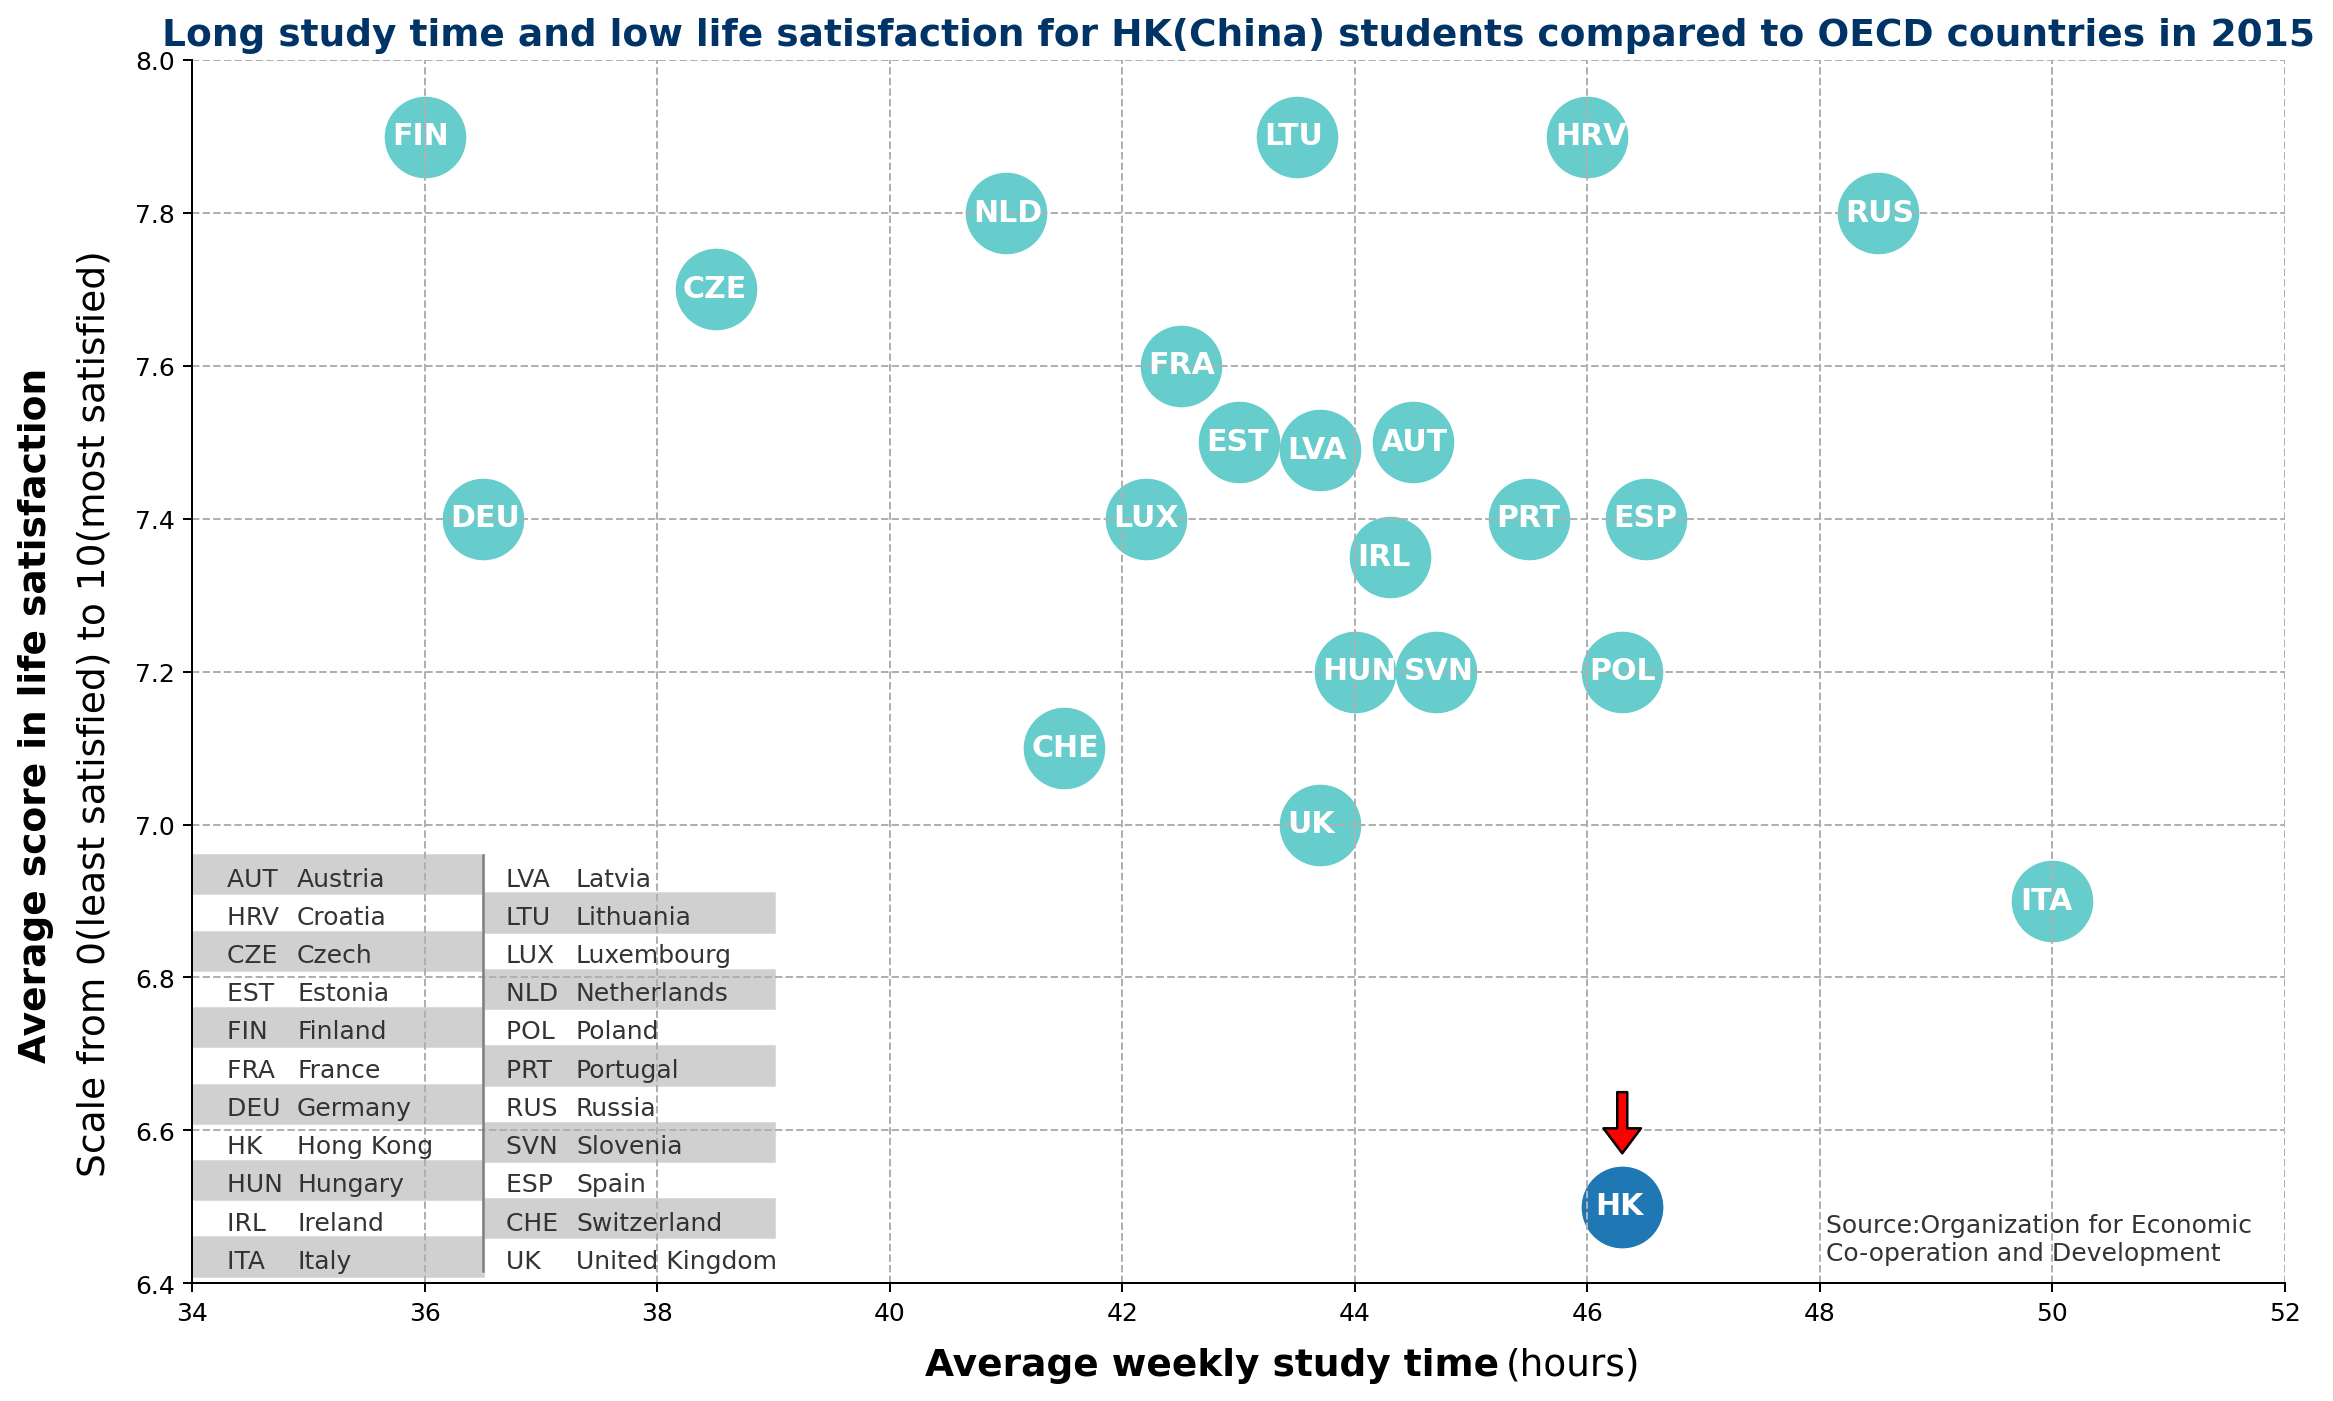 Long study time and low life satisfaction for HK(China) students compared to OECD countries in 2015
Average score in life satisfaction
Scale from 0(least satisfied) to 10(most satisfied)
8.0
7.8
7.6
7.4
7.2
7.0
6.8
6.6
6.4
FIN
LTU
HRV
NLD
RUS
CZE
FRA
EST
LVA
AUT
DEU
LUX
PRT
ESP
IRL
HUN
SVN
POL
CHE
UK
ITA
HK
AUT Austria
HRV Croatia
CZE Czech
EST Estonia
FIN Finland
FRA France
DEU Germany
HK Hong Kong
HUN Hungary
IRL Ireland
ITA Italy
LVA Latvia
LTU Lithuania
LUX Luxembourg
NLD Netherlands
POL Poland
PRT Portugal
RUS Russia
SVN Slovenia
ESP Spain
CHE Switzerland
UK United Kingdom
Source:Organization for Economic
Co-operation and Development
34 36 38 40 42 44 46 48 50 52
Average weekly study time (hours)